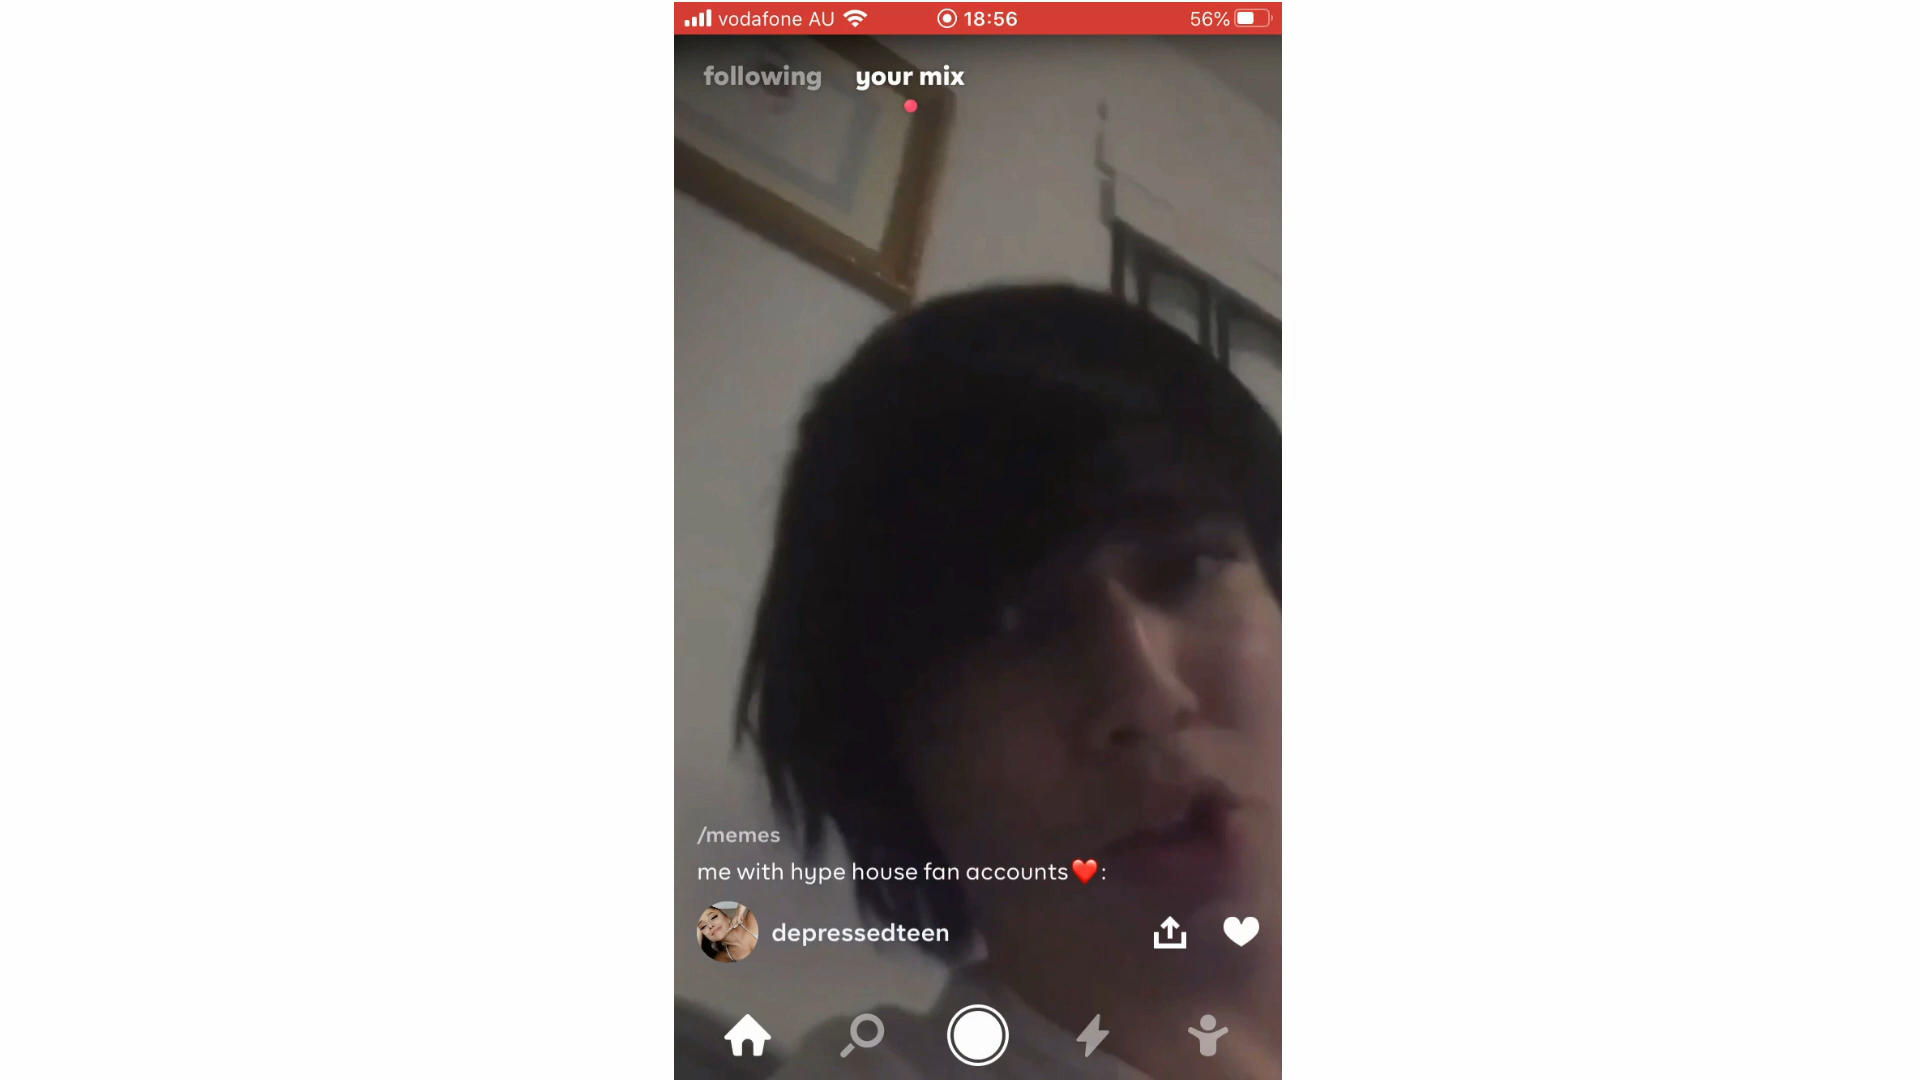 vodafone AU 18:56 56%
following your mix
/memes
me with hype house fan accounts❤️:
depressedteen